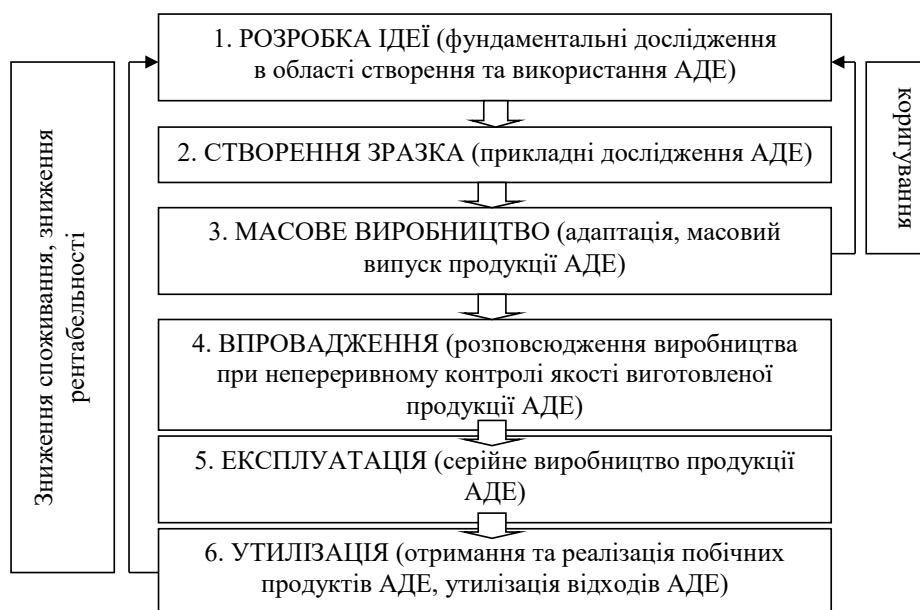 1. РОЗРОБКА ІДЕЇ (фундаментальні дослідження
в області створення та використання АДЕ)
2. СТВОРЕННЯ ЗРАЗКА (прикладні дослідження АДЕ)
3. МАСОВЕ ВИРОБНИЦТВО (адаптація, масовий
випуск продукції АДЕ)
4. ВПРОВАДЖЕННЯ (розповсюдження виробництва
при непереривному контролі якості виготовленої
продукції АДЕ)
5. ЕКСПЛУАТАЦІЯ (серійне виробництво продукції
АДЕ)
6. УТИЛІЗАЦІЯ (отримання та реалізація побічних
продуктів АДЕ, утилізація відходів АДЕ)
Зниження споживання, зниження
рентабельності
коригування